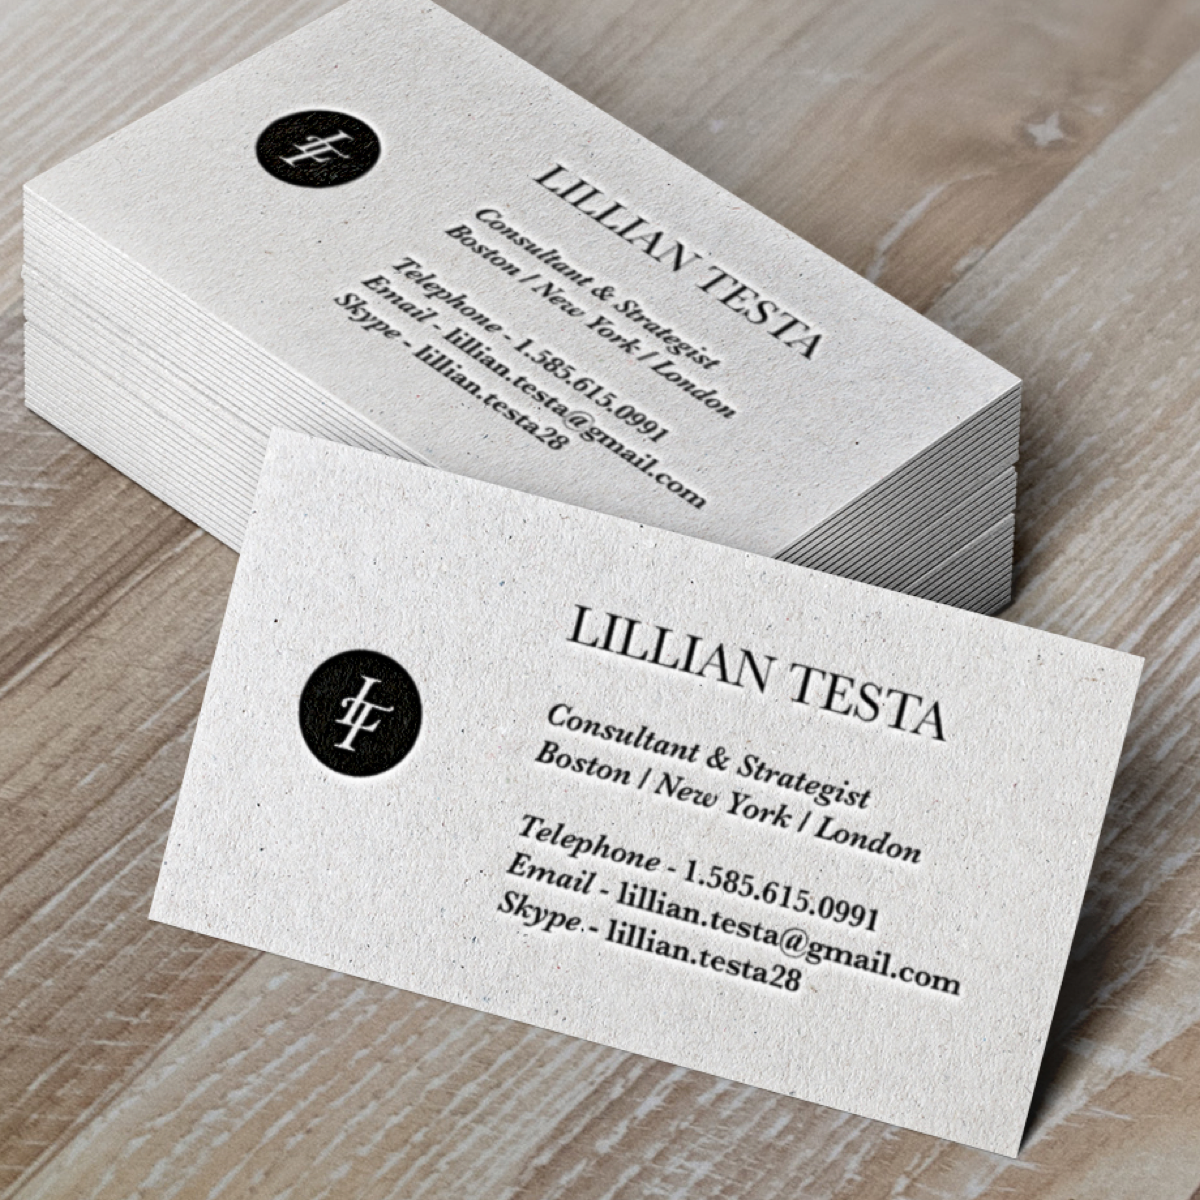 LILLIAN TESTA
Consultant & Strategist
Boston / New York / London
Telephone - 1.585.615.0991
Email - lillian.testa@gmail.com
Skype - lillian.testa28
LT
LILLIAN TESTA
Consultant & Strategist
Boston / New York / London
Telephone - 1.585.615.0991
Email - lillian.testa@gmail.com
Skype - lillian.testa28
LT